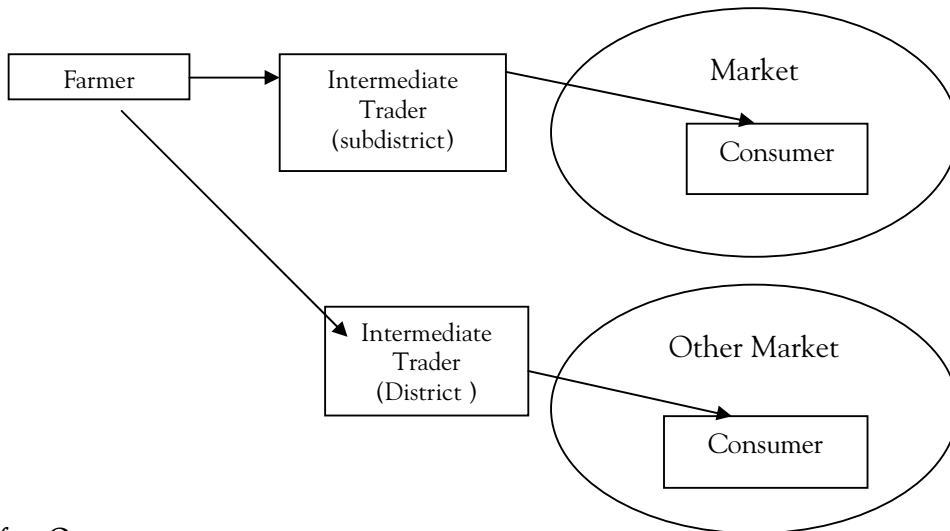 Farmer
Intermediate
Trader
(subdistrict)
Market
Consumer
Intermediate
Trader
(District )
Other Market
Consumer